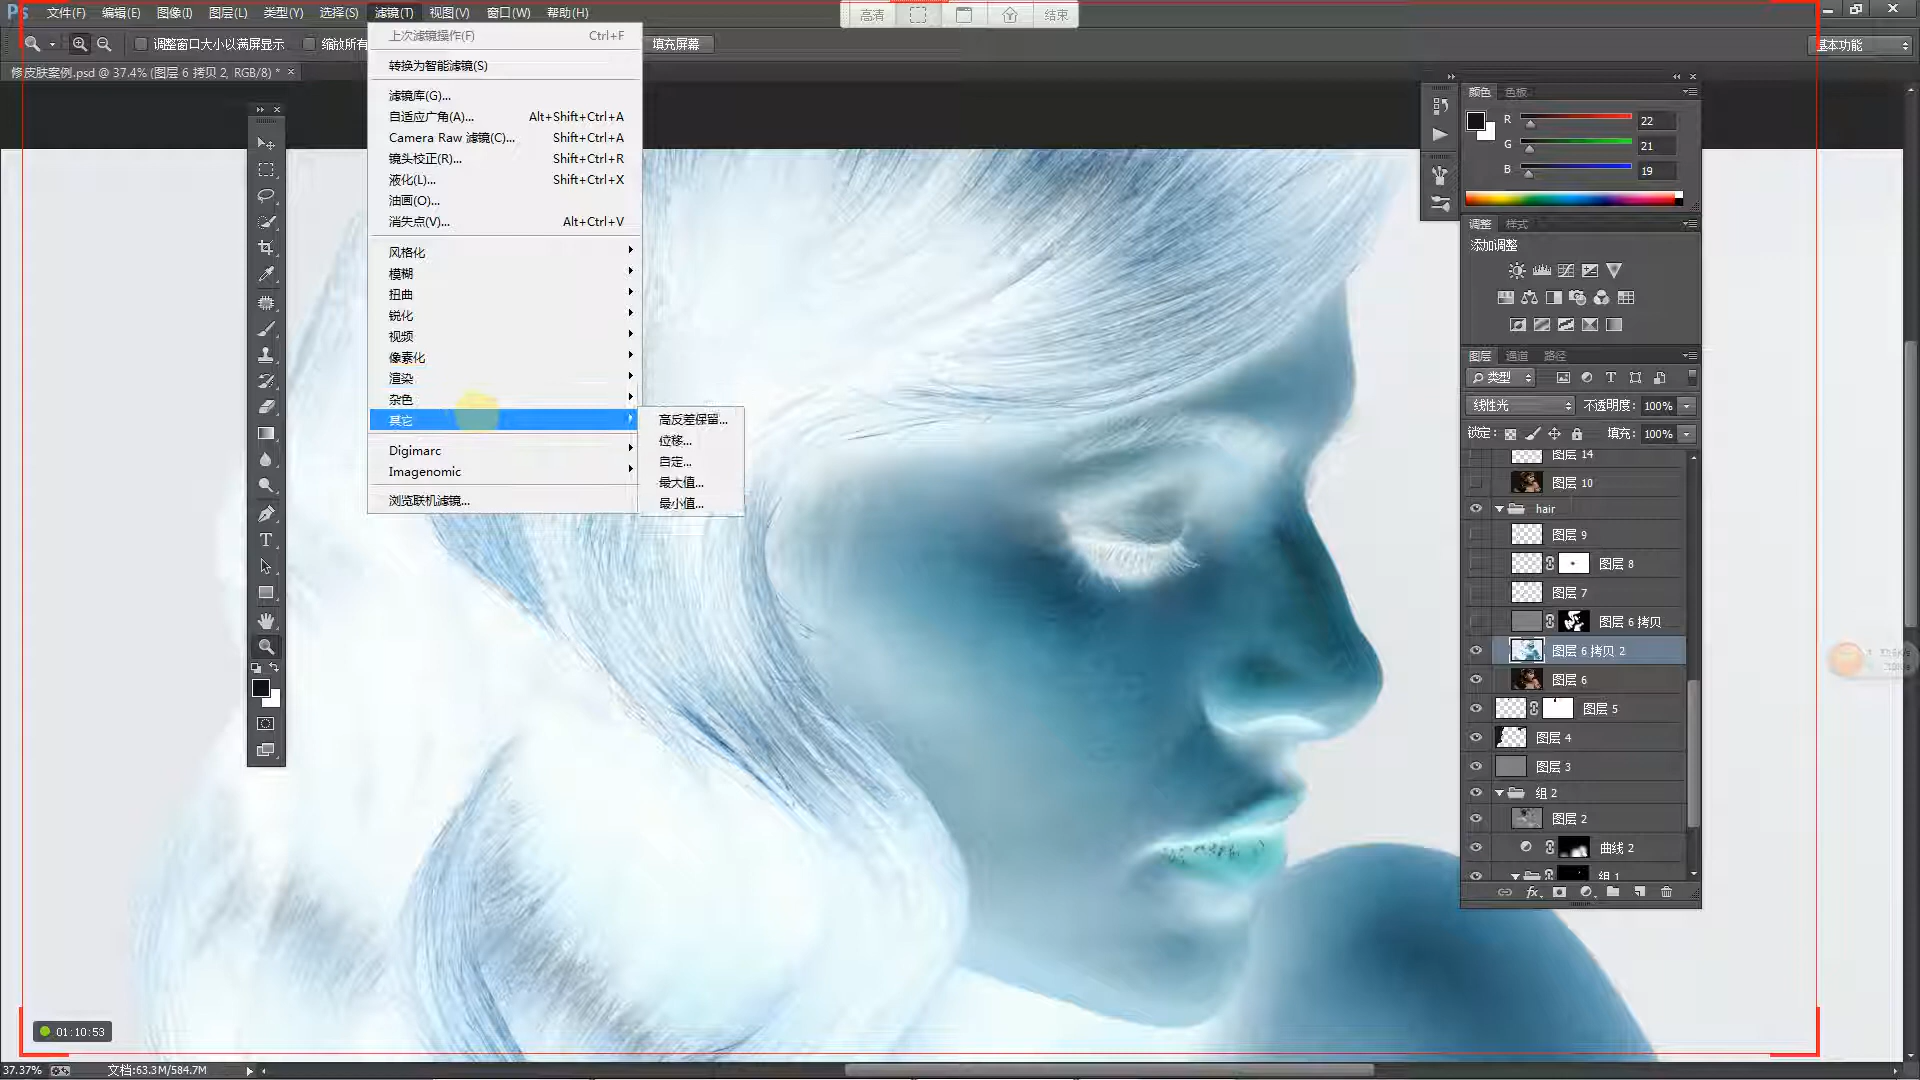 Ps 文件(F) 编辑(E) 图像(I) 图层(L) 类型(Y) 选择(S) 滤镜(T) 视图(V) 窗口(W) 帮助(H)
高清 结束
调整窗口大小以满屏显示 缩放所有 填充屏幕 基本功能
修皮肤案例.psd @ 37.4% (图层 6 拷贝 2, RGB/8) * ×
上次滤镜操作(F) Ctrl+F
转换为智能滤镜(S)
滤镜库(G)...
自适应广角(A)... Alt+Shift+Ctrl+A
Camera Raw 滤镜(C)... Shift+Ctrl+A
镜头校正(R)... Shift+Ctrl+R
液化(L)... Shift+Ctrl+X
油画(O)...
消失点(V)... Alt+Ctrl+V
风格化
模糊
扭曲
锐化
视频
像素化
渲染
杂色
其它
Digimarc
Imagenomic
浏览联机滤镜...
高反差保留...
位移...
自定...
最大值...
最小值...
颜色 色板
R 22
G 21
B 19
调整 样式
添加调整
图层 通道 路径
类型
线性光 不透明度: 100%
锁定: 填充: 100%
图层 14
图层 10
hair
图层 9
图层 8
图层 7
图层 6 拷贝
图层 6 拷贝 2
图层 6
图层 5
图层 4
图层 3
组 2
图层 2
曲线 2
组 1
fx
01:10:53
37.37% 文档:63.3M/584.7M